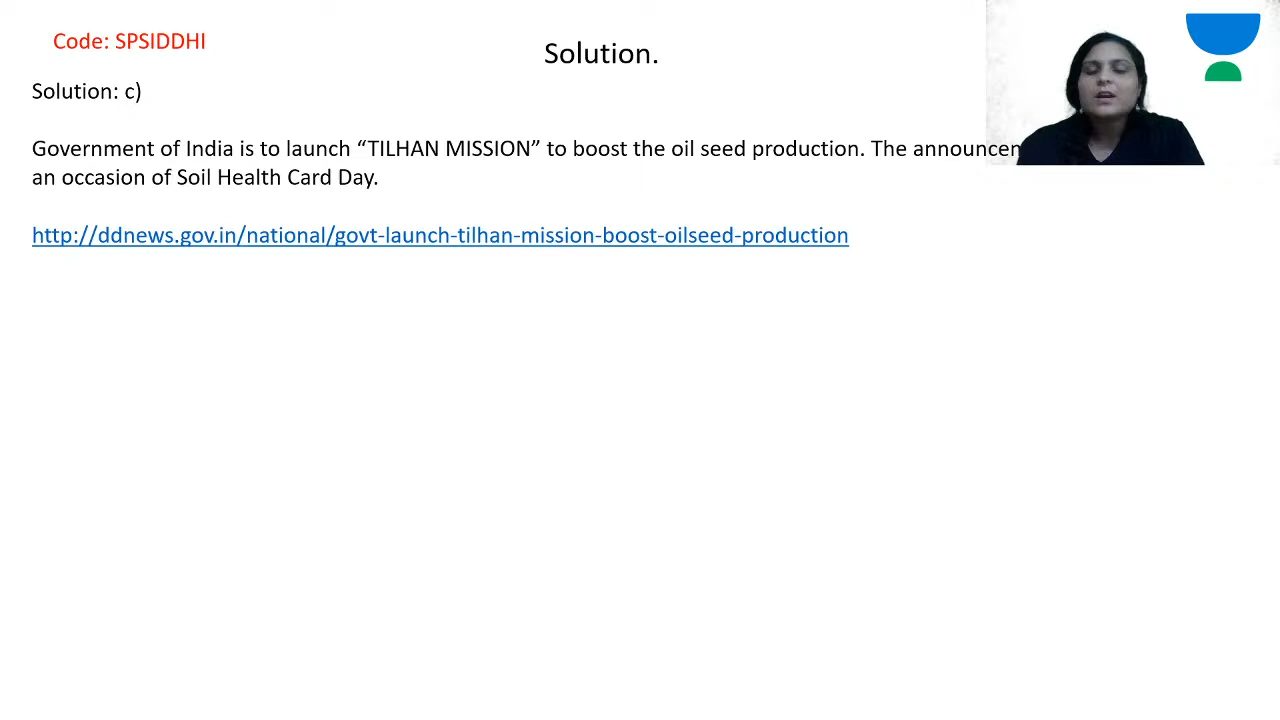 Code: SPSIDDHI
Solution.
Solution: c)
Government of India is to launch “TILHAN MISSION” to boost the oil seed production. The
an occasion of Soil Health Card Day.
http://ddnews.gov.in/national/govt-launch-tilhan-mission-boost-oilseed-production